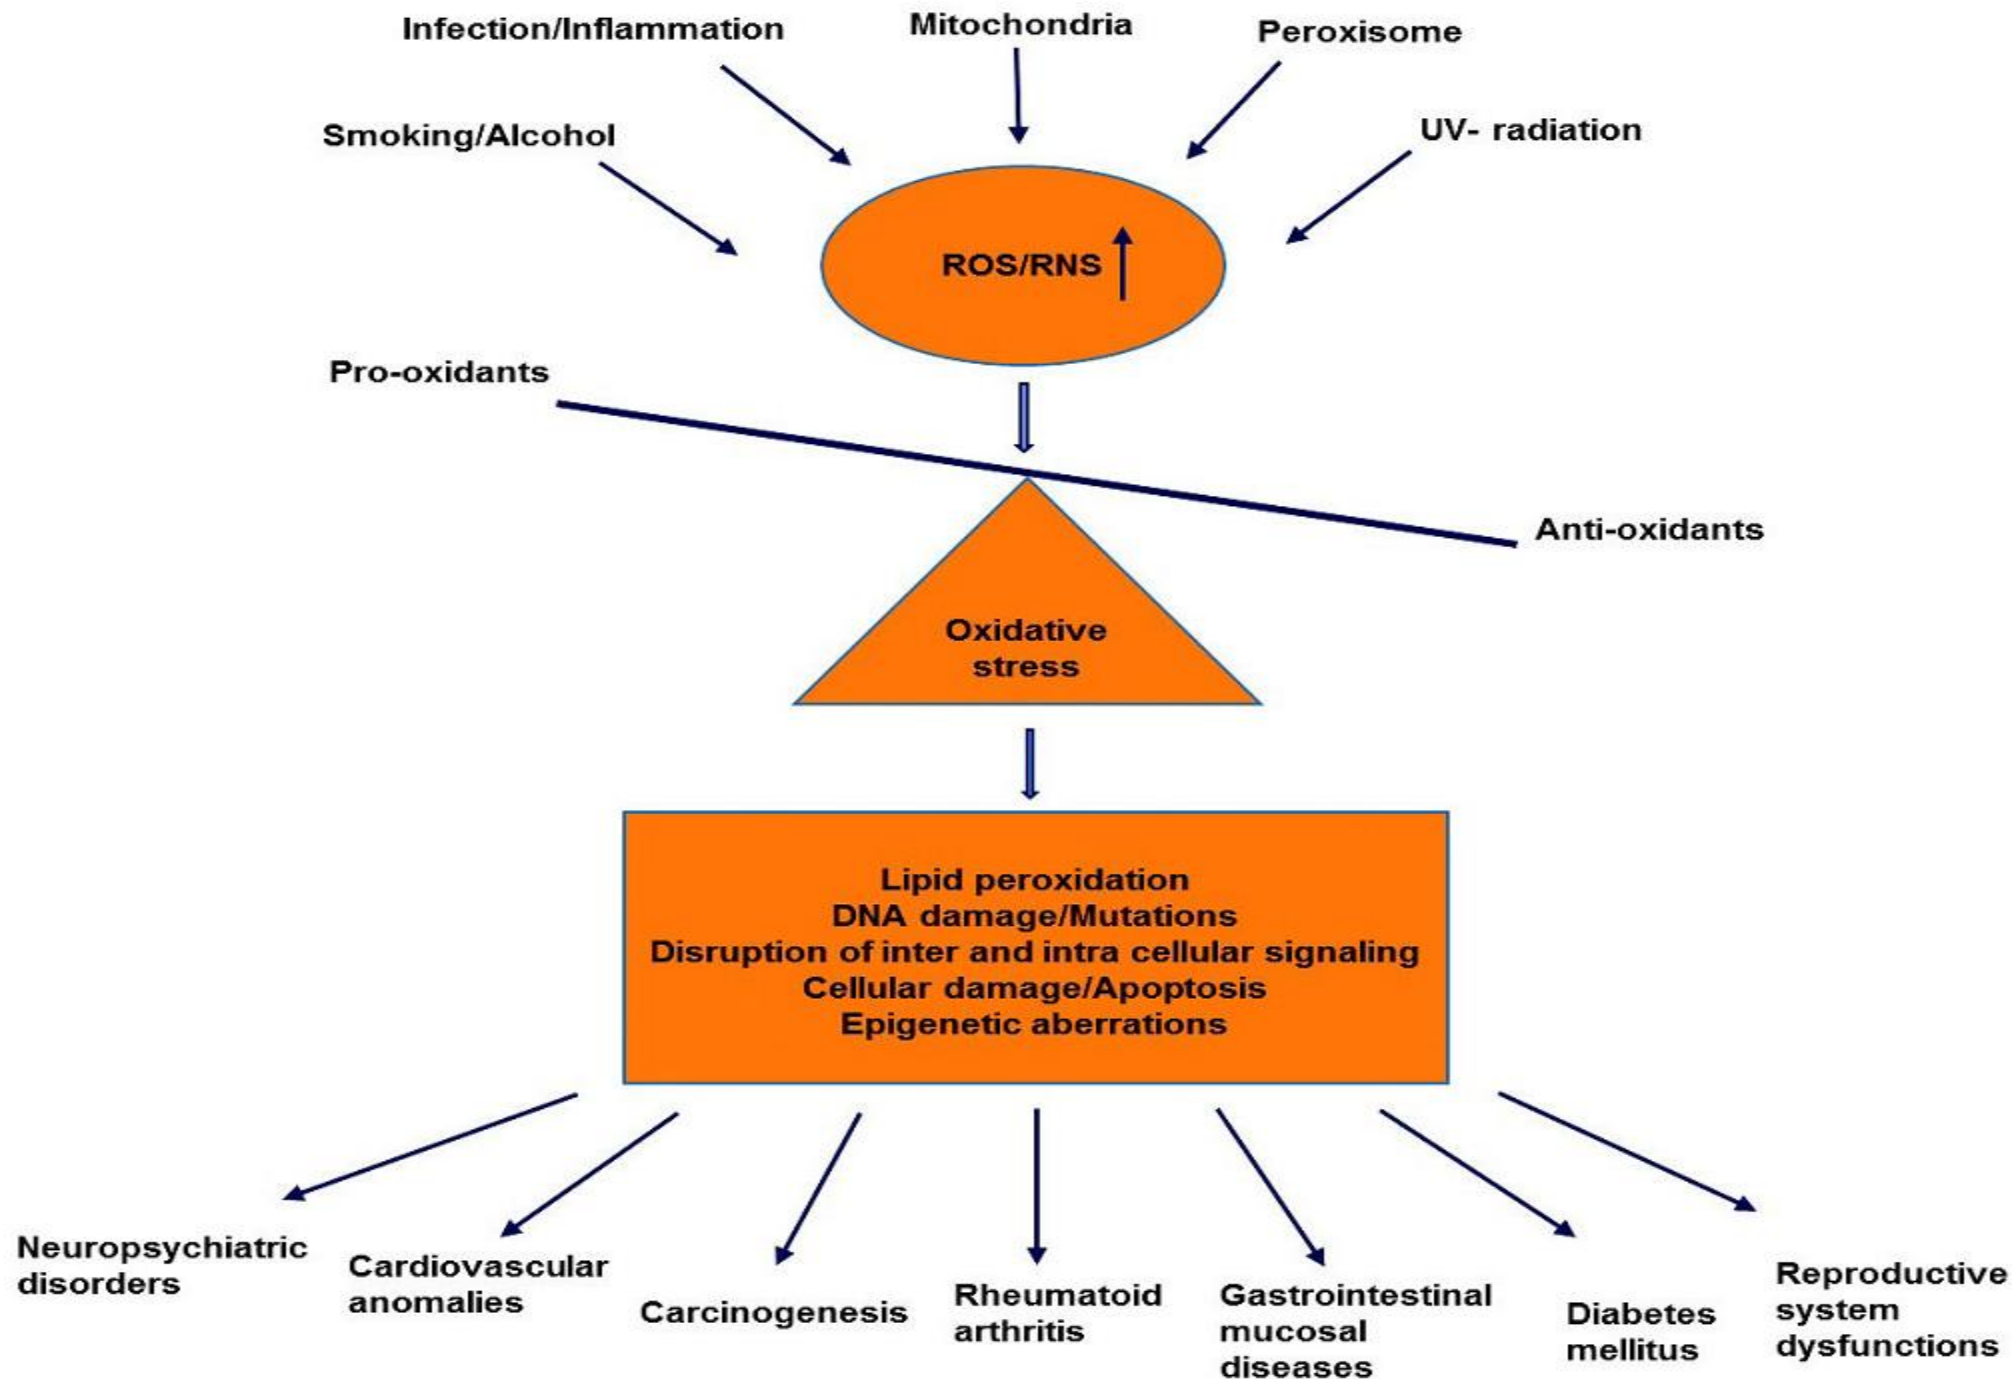 Infection/Inflammation
Mitochondria
Peroxisome
Smoking/Alcohol
UV- radiation
ROS/RNS
Pro-oxidants
Anti-oxidants
Oxidative
stress
Lipid peroxidation
DNA damage/Mutations
Disruption of inter and intra cellular signaling
Cellular damage/Apoptosis
Epigenetic aberrations
Neuropsychiatric
disorders
Cardiovascular
anomalies
Carcinogenesis
Rheumatoid
arthritis
Gastrointestinal
mucosal
diseases
Diabetes
mellitus
Reproductive
system
dysfunctions